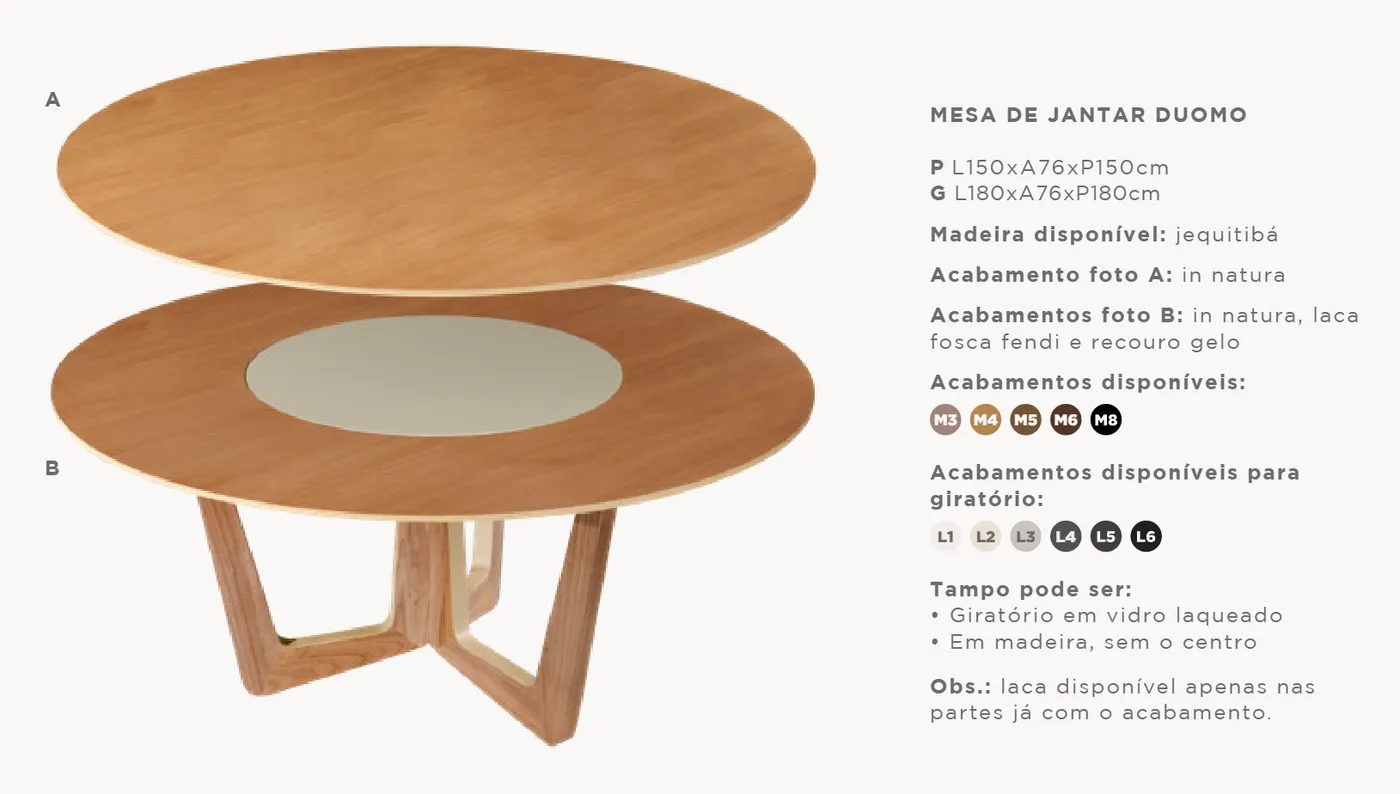 A
B
MESA DE JANTAR DUOMO
P L150xA76xP150cm
G L180xA76xP180cm
Madeira disponível: jequitibá
Acabamento foto A: in natura
Acabamentos foto B: in natura, laca
fosca fendi e recouro gelo
Acabamentos disponíveis:
M3 M4 M5 M6 M8
Acabamentos disponíveis para
giratório:
L1 L2 L3 L4 L5 L6
Tampo pode ser:
• Giratório em vidro laqueado
• Em madeira, sem o centro
Obs.: laca disponível apenas nas
partes já com o acabamento.